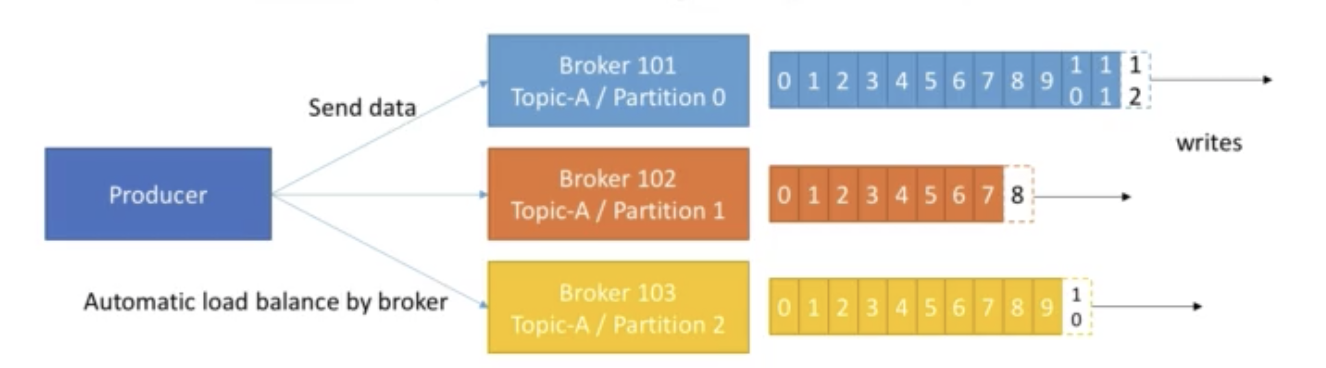 Send data
Producer
Automatic load balance by broker
Broker 101
Topic-A / Partition 0
0 1 2 3 4 5 6 7 8 9 10 11 12
writes
Broker 102
Topic-A / Partition 1
0 1 2 3 4 5 6 7 8
Broker 103
Topic-A / Partition 2
0 1 2 3 4 5 6 7 8 9 10